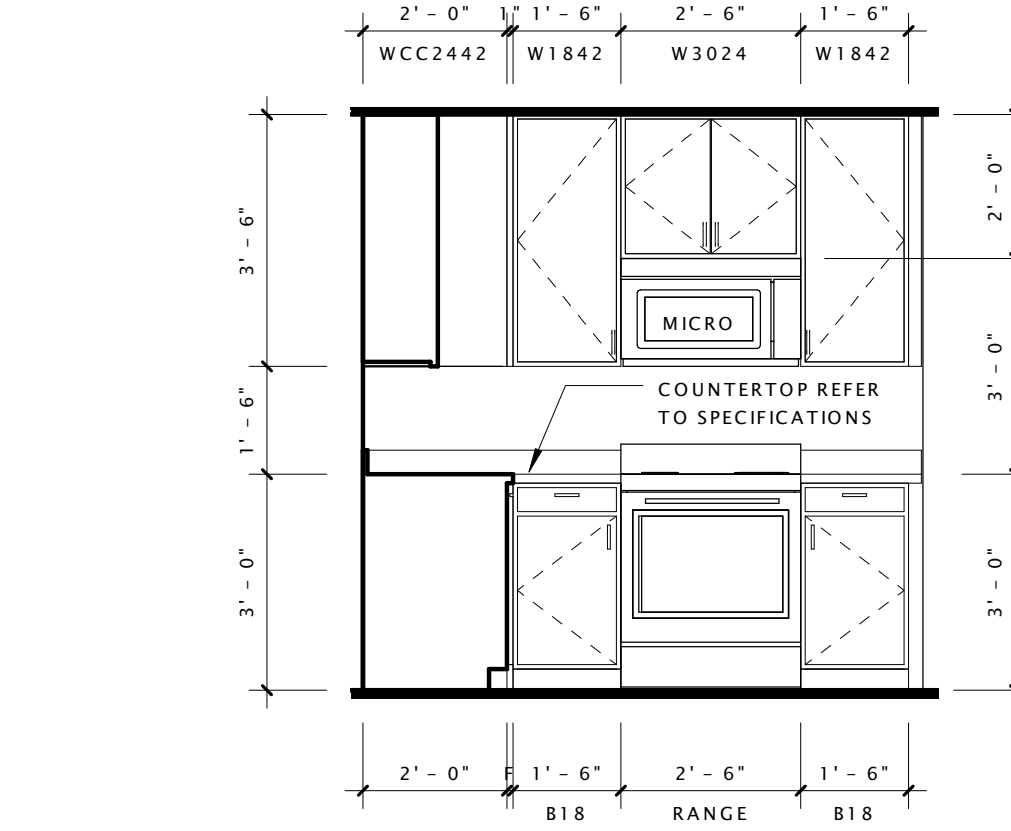 2' – 0" 1" 1' – 6" 2' – 6" 1' – 6"
WCC2442 W1842 W3024 W1842
3' – 6"
1' – 6"
3' – 0"
2' – 0"
3' – 0"
3' – 0"
MICRO
COUNTERTOP REFER
TO SPECIFICATIONS
2' – 0" F 1' – 6" 2' – 6" 1' – 6"
B18 RANGE B18